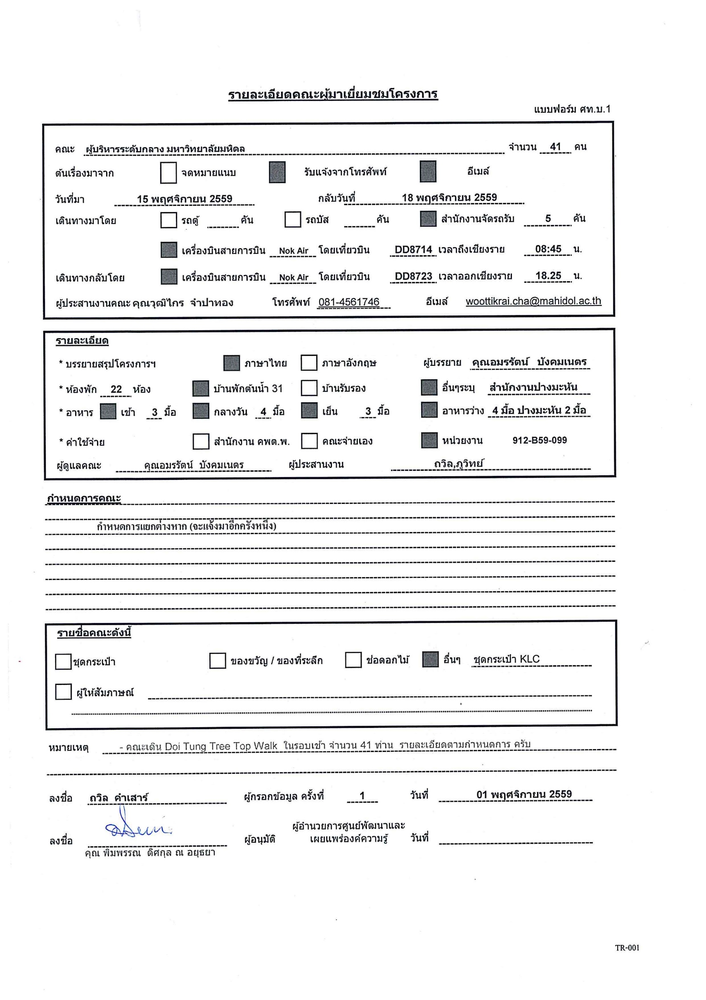 รายละเอียดคณะผู้มาเยี่ยมชมโครงการ
แบบฟอร์ม ศท.บ.1
คณะ ผู้บริหารระดับกลาง มหาวิทยาลัยมหิดล จำนวน 41 คน
ต้นเรื่องมาจาก จดหมายแนบ รับแจ้งจากโทรศัพท์ อีเมล์
วันที่มา 15 พฤศจิกายน 2559 กลับวันที่ 18 พฤศจิกายน 2559
เดินทางมาโดย รถตู้ คัน รถบัส คัน สำนักงานจัดรถรับ 5 คัน
เครื่องบินสายการบิน Nok Air โดยเที่ยวบิน DD8714 เวลาถึงเชียงราย 08:45 น.
เดินทางกลับโดย เครื่องบินสายการบิน Nok Air โดยเที่ยวบิน DD8723 เวลาออกเชียงราย 18.25 น.
ผู้ประสานงานคณะ คุณวุฒิไกร จำปาทอง โทรศัพท์ 081-4561746 อีเมล์ woottikrai.cha@mahidol.ac.th
รายละเอียด
* บรรยายสรุปโครงการฯ ภาษาไทย ภาษาอังกฤษ ผู้บรรยาย คุณอมรรัตน์ บังคมเนตร
* ห้องพัก 22 ห้อง บ้านพักต้นน้ำ 31 บ้านรับรอง อื่นๆระบุ สำนักงานปางมะหัน
* อาหาร เช้า 3 มื้อ กลางวัน 4 มื้อ เย็น 3 มื้อ อาหารว่าง 4 มื้อ ปางมะหัน 2 มื้อ
* ค่าใช้จ่าย สำนักงาน คพต.พ. คณะจ่ายเอง หน่วยงาน 912-B59-099
ผู้ดูแลคณะ คุณอมรรัตน์ บังคมเนตร ผู้ประสานงาน ถวิล,ภูวิทย์
กำหนดการคณะ
กำหนดการแยกต่างหาก (จะแจ้งมาอีกครั้งหนึ่ง)
รายชื่อคณะดังนี้
ชุดกระเป๋า ของขวัญ / ของที่ระลึก ช่อดอกไม้ อื่นๆ ชุดกระเป๋า KLC
ผู้ให้สัมภาษณ์
หมายเหตุ - คณะเดิน Doi Tung Tree Top Walk ในรอบเช้า จำนวน 41 ท่าน รายละเอียดตามกำหนดการ ครับ
ลงชื่อ ถวิล คำเสาร์ ผู้กรอกข้อมูล ครั้งที่ 1 วันที่ 01 พฤศจิกายน 2559
ผู้อำนวยการศูนย์พัฒนาและ
ลงชื่อ ผู้อนุมัติ เผยแพร่องค์ความรู้ วันที่
คุณ พิมพรรณ ดิศกุล ณ อยุธยา
TR-001